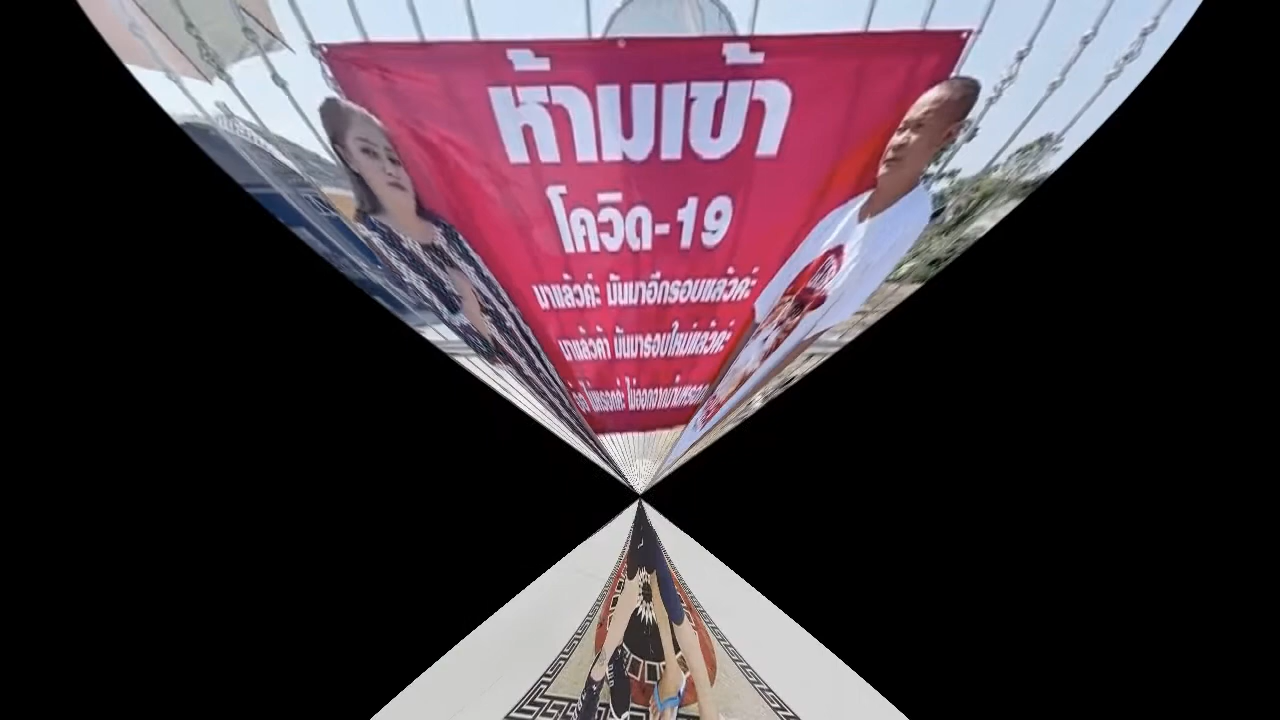 ห้ามเข้า
โควิด-19
มาแล้วค่ะ มันมาอีกรอบแล้วค่ะ
มาแล้วค่า มันมารอบใหม่แล้วค่ะ